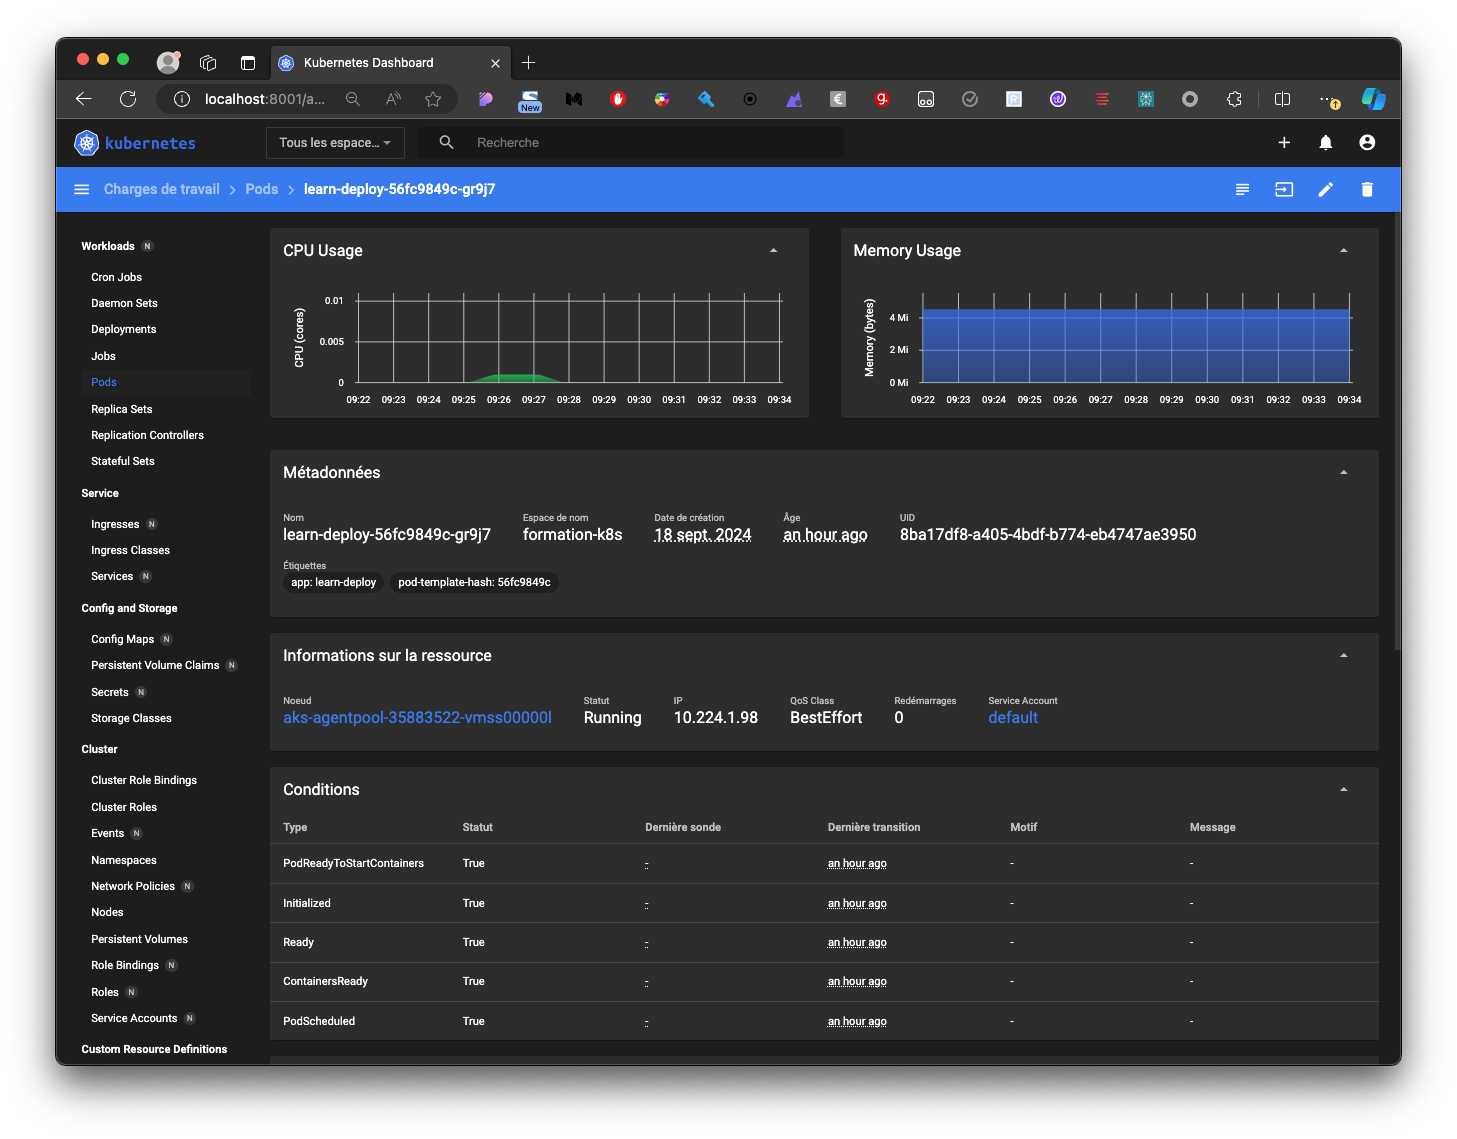 Kubernetes Dashboard
localhost:8001/a...
New
kubernetes
Tous les espace...
Recherche
Charges de travail > Pods > learn-deploy-56fc9849c-gr9j7
Workloads N
Cron Jobs
Daemon Sets
Deployments
Jobs
Pods
Replica Sets
Replication Controllers
Stateful Sets
Service
Ingresses N
Ingress Classes
Services N
Config and Storage
Config Maps N
Persistent Volume Claims N
Secrets N
Storage Classes
Cluster
Cluster Role Bindings
Cluster Roles
Events N
Namespaces
Network Policies N
Nodes
Persistent Volumes
Role Bindings N
Roles N
Service Accounts N
Custom Resource Definitions
CPU Usage
CPU (cores)
0.01
0.005
0
09:22 09:23 09:24 09:25 09:26 09:27 09:28 09:29 09:30 09:31 09:32 09:33 09:34
Memory Usage
Memory (bytes)
4 Mi
2 Mi
0 Mi
09:22 09:23 09:24 09:25 09:26 09:27 09:28 09:29 09:30 09:31 09:32 09:33 09:34
Métadonnées
Nom Espace de nom Date de création Âge UID
learn-deploy-56fc9849c-gr9j7 formation-k8s 18 sept. 2024 an hour ago 8ba17df8-a405-4bdf-b774-eb4747ae3950
Étiquettes
app: learn-deploy pod-template-hash: 56fc9849c
Informations sur la ressource
Noeud Statut IP QoS Class Redémarrages Service Account
aks-agentpool-35883522-vmss00000l Running 10.224.1.98 BestEffort 0 default
Conditions
Type Statut Dernière sonde Dernière transition Motif Message
PodReadyToStartContainers True - an hour ago - -
Initialized True - an hour ago - -
Ready True - an hour ago - -
ContainersReady True - an hour ago - -
PodScheduled True - an hour ago - -